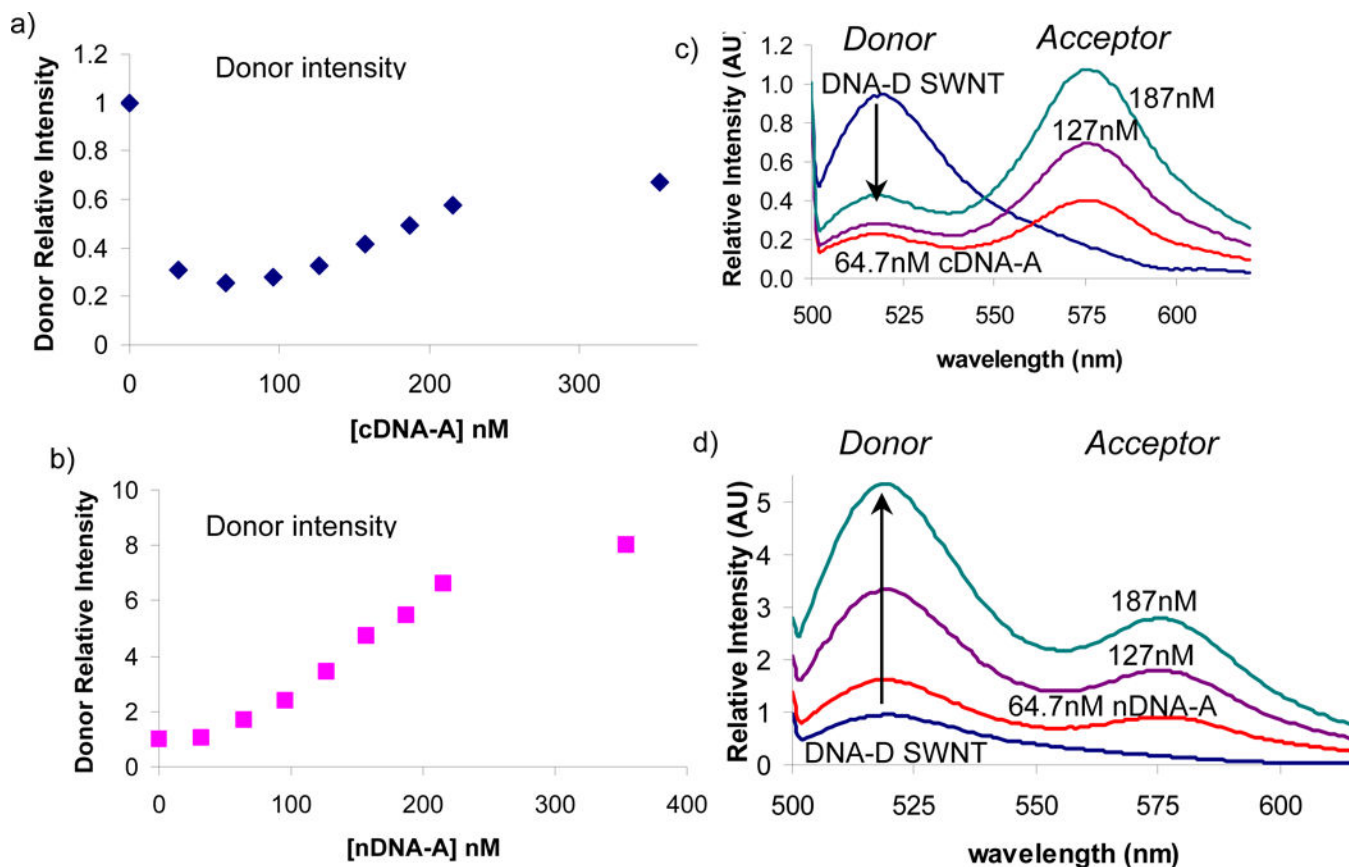 a)
Donor intensity
Donor Relative Intensity
1.2
1
0.8
0.6
0.4
0.2
0
0 100 200 300
[cDNA-A] nM
b)
Donor intensity
Donor Relative Intensity
10
8
6
4
2
0
0 100 200 300 400
[nDNA-A] nM
c)
Donor Acceptor
Relative Intensity (AU)
1.2
1.0
0.8
0.6
0.4
0.2
0.0
DNA-D SWNT
187nM
127nM
64.7nM cDNA-A
500 525 550 575 600
wavelength (nm)
d)
Donor Acceptor
Relative Intensity (AU)
5
4
3
2
1
0
187nM
127nM
64.7nM nDNA-A
DNA-D SWNT
500 525 550 575 600
wavelength (nm)